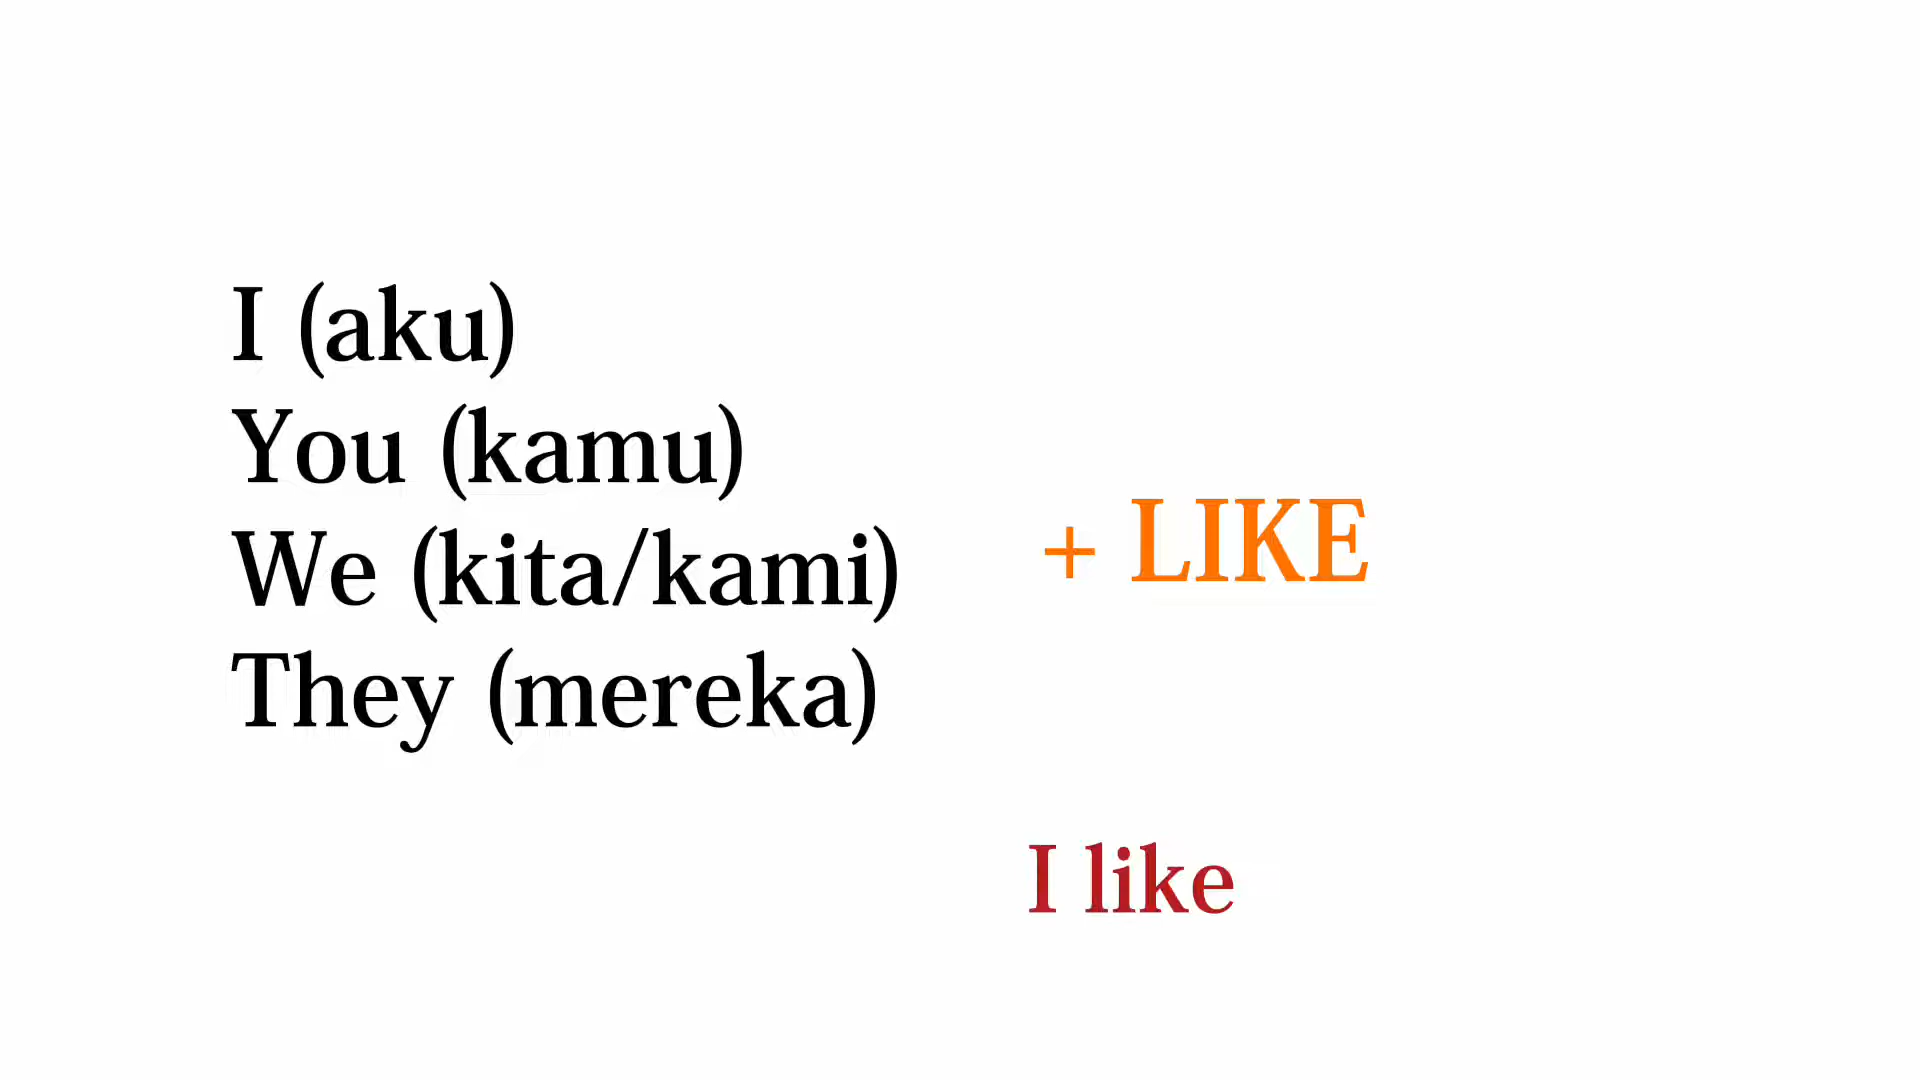 I (aku)
You (kamu)
We (kita/kami)
They (mereka)
+ LIKE
I like